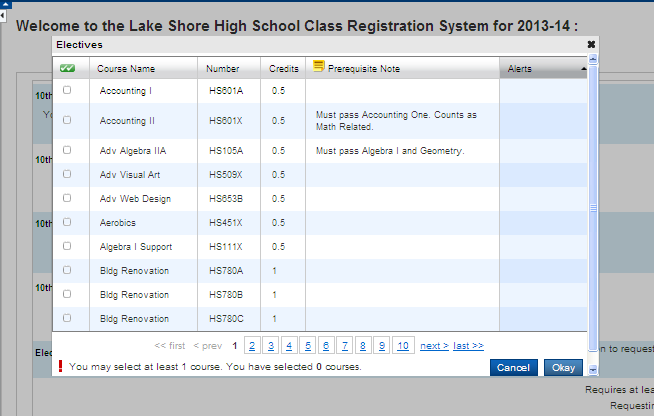 Welcome to the Lake Shore High School Class Registration System for 2013-14 :
Electives
Course Name Number Credits Prerequisite Note Alerts
Accounting I HS601A 0.5
Accounting II HS601X 0.5 Must pass Accounting One. Counts as
Math Related.
Adv Algebra IIA HS105A 0.5 Must pass Algebra I and Geometry.
Adv Visual Art HS509X 0.5
Adv Web Design HS653B 0.5
Aerobics HS451X 0.5
Algebra I Support HS111X 0.5
Bldg Renovation HS780A 1
Bldg Renovation HS780B 1
Bldg Renovation HS780C 1
<< first < prev 1 2 3 4 5 6 7 8 9 10 next > last >>
! You may select at least 1 course. You have selected 0 courses.
Cancel Okay
10th
10th
10th
10th
Elec
n to request
Requires at lea
Requestin